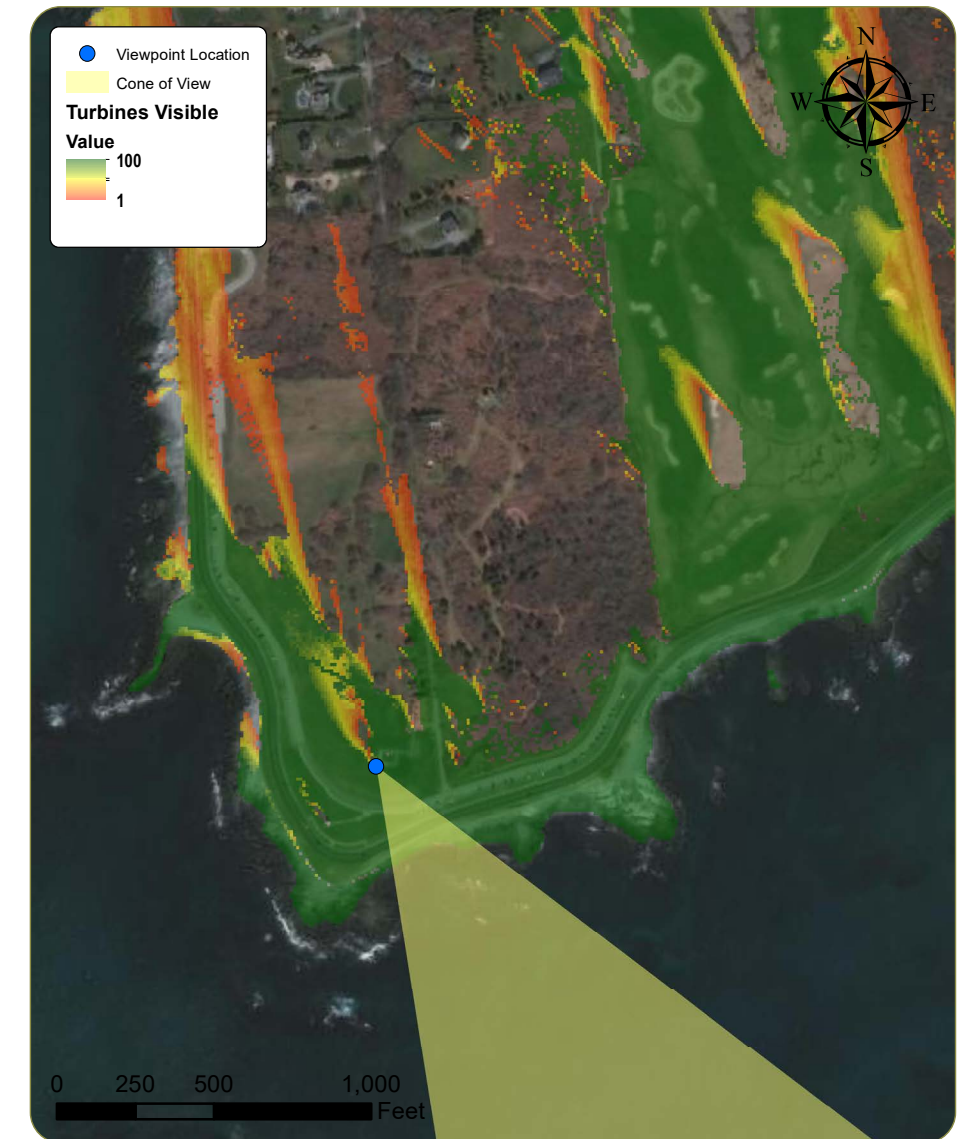 Viewpoint Location
Cone of View
Turbines Visible
Value
100
1
N
W E
S
0 250 500 1,000
Feet